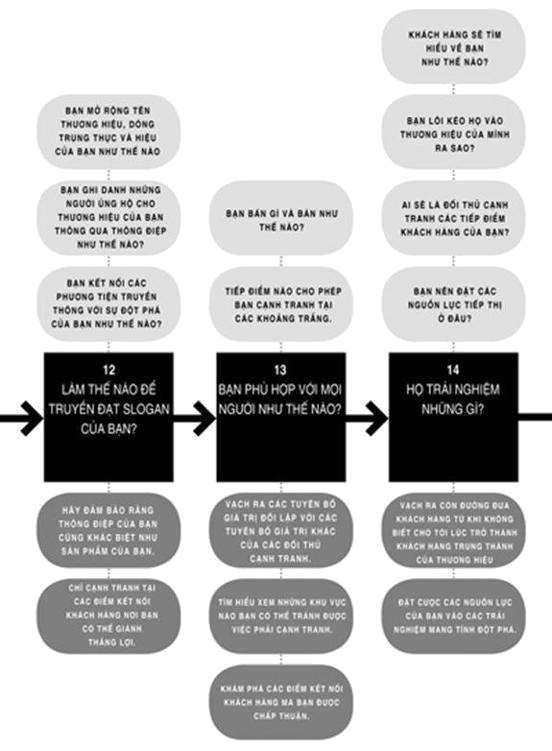 BẠN MỞ RỘNG TÊN
THƯƠNG HIỆU, DÒNG
TRUNG THỰC VÀ HIỆU
CỦA BẠN NHƯ THẾ NÀO
BẠN GHI DANH NHỮNG
NGƯỜI ỦNG HỘ CHO
THƯƠNG HIỆU CỦA BẠN
THÔNG QUA THÔNG ĐIỆP
NHƯ THẾ NÀO?
BẠN KẾT NỐI CÁC
PHƯƠNG TIỆN TRUYỀN
THÔNG VỚI SỰ ĐỘT PHÁ
CỦA BẠN NHƯ THẾ NÀO?
12
LÀM THẾ NÀO ĐỂ
TRUYỀN ĐẠT SLOGAN
CỦA BẠN?
HÃY ĐẢM BẢO RẰNG
THÔNG ĐIỆP CỦA BẠN
CŨNG KHÁC BIỆT NHƯ
SẢN PHẨM CỦA BẠN.
CHỈ CẠNH TRANH TẠI
CÁC ĐIỂM KẾT NỐI
KHÁCH HÀNG NƠI BẠN
CÓ THỂ GIÀNH
THẮNG LỢI.
BẠN BÁN GÌ VÀ BÁN NHƯ
THẾ NÀO?
TIẾP ĐIỂM NÀO CHO PHÉP
BẠN CẠNH TRANH TẠI
CÁC KHOẢNG TRẮNG.
13
BẠN PHÙ HỢP VỚI MỌI
NGƯỜI NHƯ THẾ NÀO?
VẠCH RA CÁC TUYÊN BỐ
GIÁ TRỊ ĐỐI LẬP VỚI CÁC
TUYÊN BỐ GIÁ TRỊ KHÁC
CỦA CÁC ĐỐI THỦ
CẠNH TRANH.
TÌM HIỂU XEM NHỮNG KHU VỰC
NÀO BẠN CÓ THỂ TRÁNH ĐƯỢC
VIỆC PHẢI CẠNH TRANH.
KHÁM PHÁ CÁC ĐIỂM KẾT NỐI
KHÁCH HÀNG MÀ BẠN ĐƯỢC
CHẤP THUẬN.
KHÁCH HÀNG SẼ TÌM
HIỂU VỀ BẠN
NHƯ THẾ NÀO?
BẠN LÔI KÉO HỌ VÀO
THƯƠNG HIỆU CỦA MÌNH
RA SAO?
AI SẼ LÀ ĐỐI THỦ CẠNH
TRANH CÁC TIẾP ĐIỂM
KHÁCH HÀNG CỦA BẠN?
BẠN NÊN ĐẶT CÁC
NGUỒN LỰC TIẾP THỊ
Ở ĐÂU?
14
HỌ TRẢI NGHIỆM
NHỮNG GÌ?
VẠCH RA CON ĐƯỜNG ĐƯA
KHÁCH HÀNG TỪ KHI KHÔNG
BIẾT CHO TỚI LÚC TRỞ THÀNH
KHÁCH HÀNG TRUNG THÀNH
CỦA THƯƠNG HIỆU
ĐẶT CƯỢC CÁC NGUỒN LỰC
CỦA BẠN VÀO CÁC TRẢI
NGHIỆM MANG TÍNH ĐỘT PHÁ.